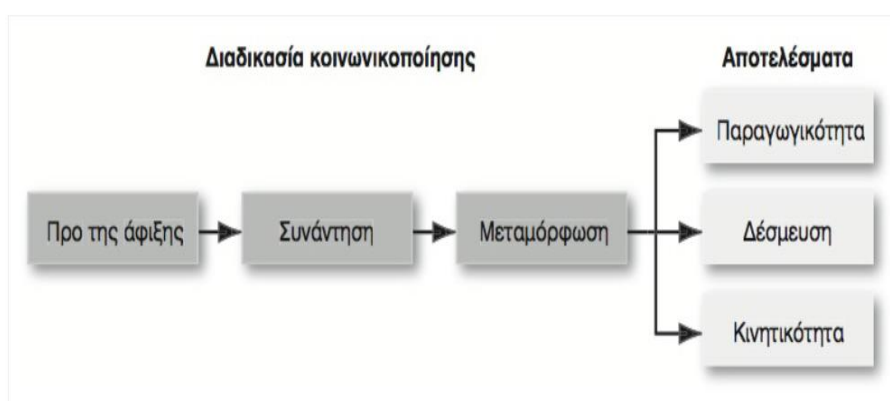 Διαδικασία κοινωνικοποίησης
Αποτελέσματα
Προ της άφιξης
Συνάντηση
Μεταμόρφωση
Παραγωγικότητα
Δέσμευση
Κινητικότητα